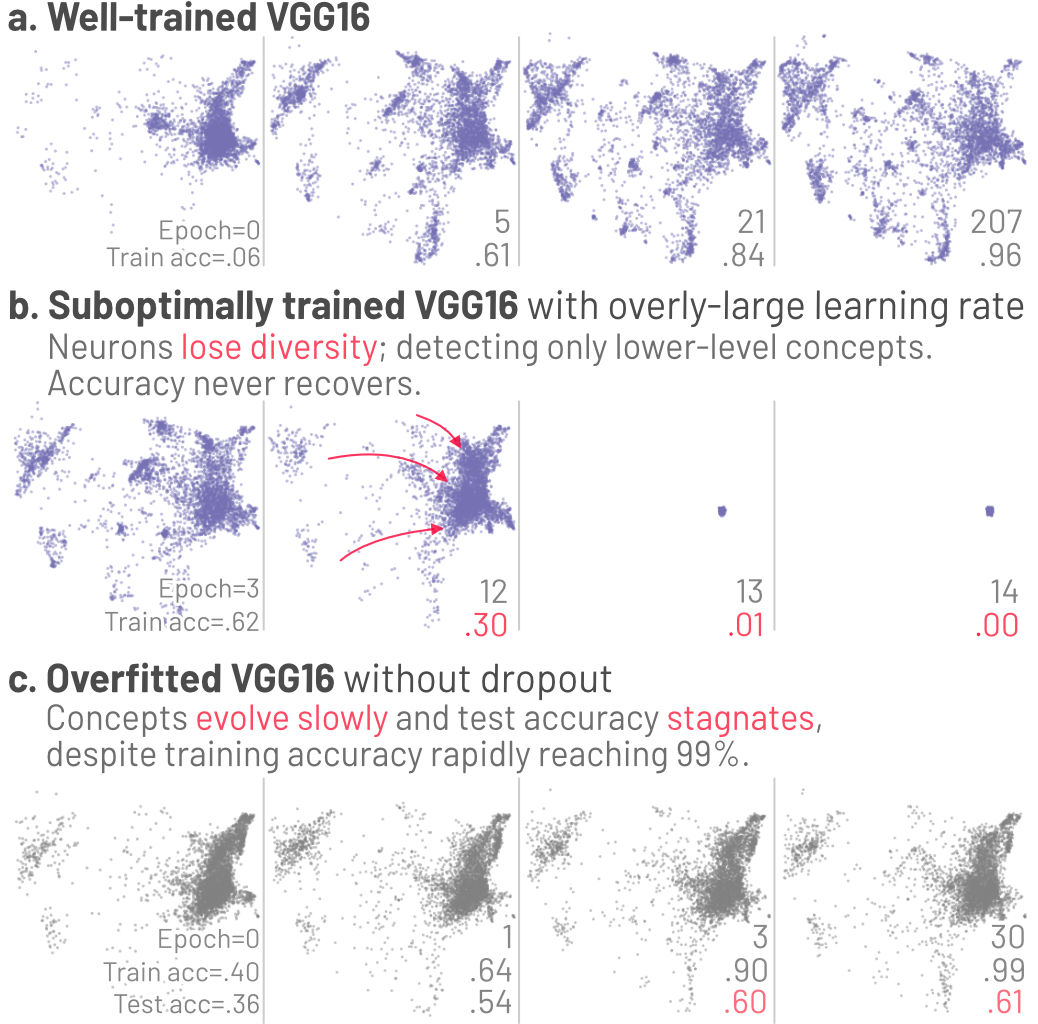 a. Well-trained VGG16
Epoch=0
Train acc=.06
5
.61
21
.84
207
.96
b. Suboptimally trained VGG16 with overly-large learning rate
Neurons lose diversity; detecting only lower-level concepts.
Accuracy never recovers.
Epoch=3
Train acc=.62
12
.30
13
.01
14
.00
c. Overfitted VGG16 without dropout
Concepts evolve slowly and test accuracy stagnates,
despite training accuracy rapidly reaching 99%.
Epoch=0
Train acc=.40
Test acc=.36
1
.64
.54
3
.90
.60
30
.99
.61